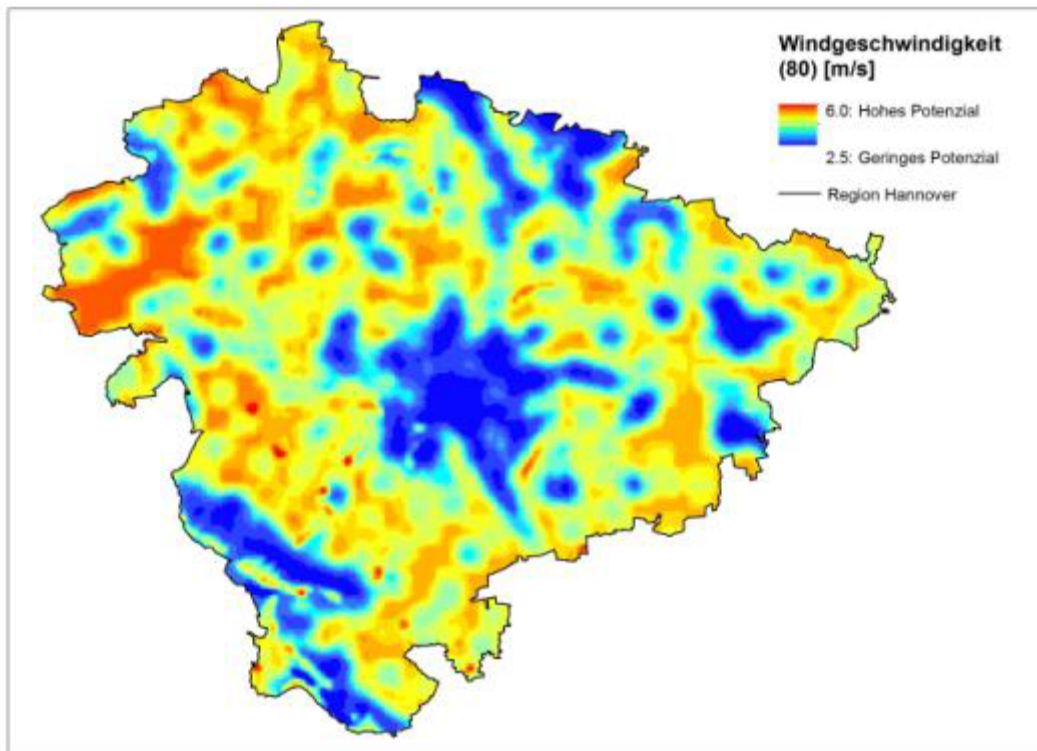 Windgeschwindigkeit
(80) [m/s]
6.0: Hohes Potenzial
2.5: Geringes Potenzial
Region Hannover